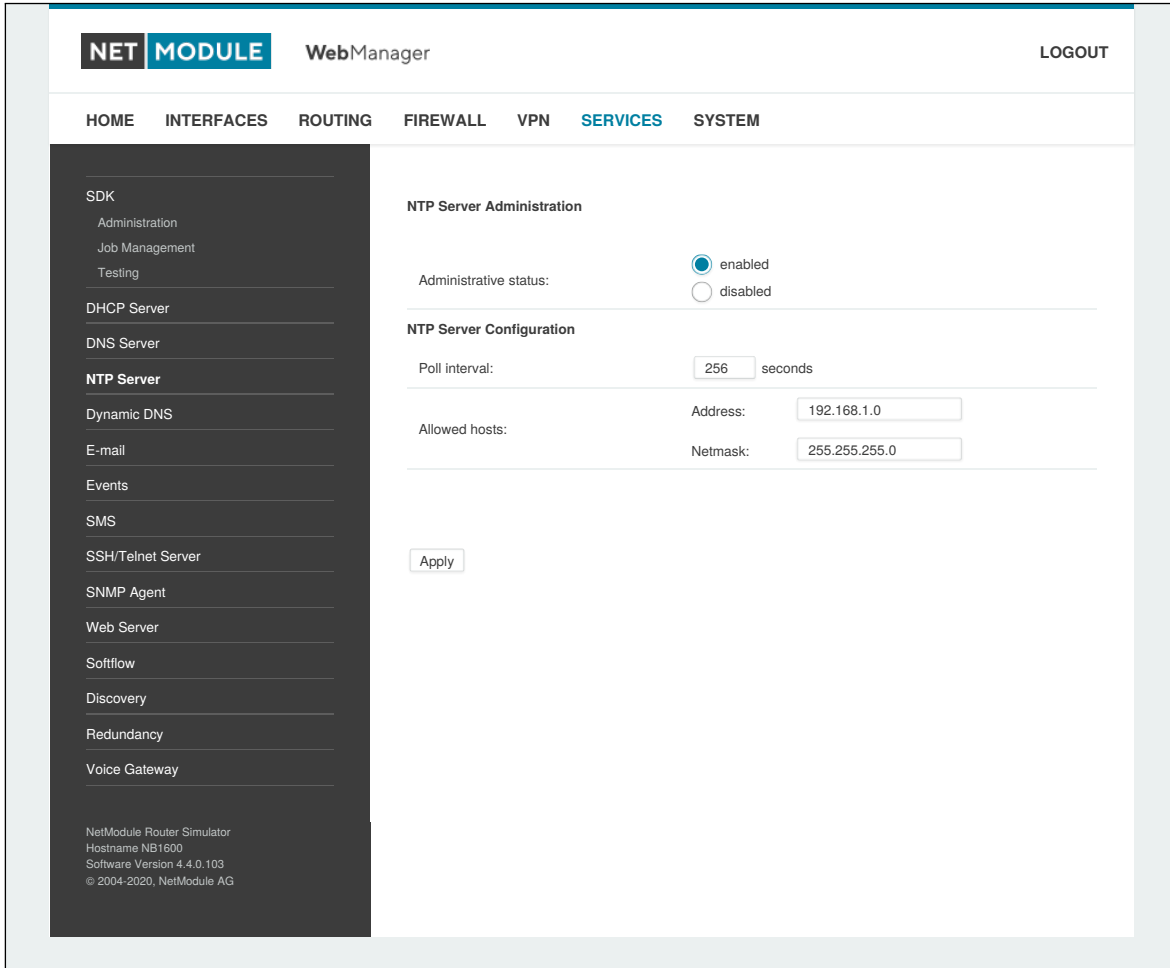 NET MODULE WebManager LOGOUT
HOME INTERFACES ROUTING FIREWALL VPN SERVICES SYSTEM
SDK
Administration
Job Management
Testing
DHCP Server
DNS Server
NTP Server
Dynamic DNS
E-mail
Events
SMS
SSH/Telnet Server
SNMP Agent
Web Server
Softflow
Discovery
Redundancy
Voice Gateway
NetModule Router Simulator
Hostname NB1600
Software Version 4.4.0.103
© 2004-2020, NetModule AG
NTP Server Administration
Administrative status:
enabled
disabled
NTP Server Configuration
Poll interval: 256 seconds
Allowed hosts:
Address: 192.168.1.0
Netmask: 255.255.255.0
Apply